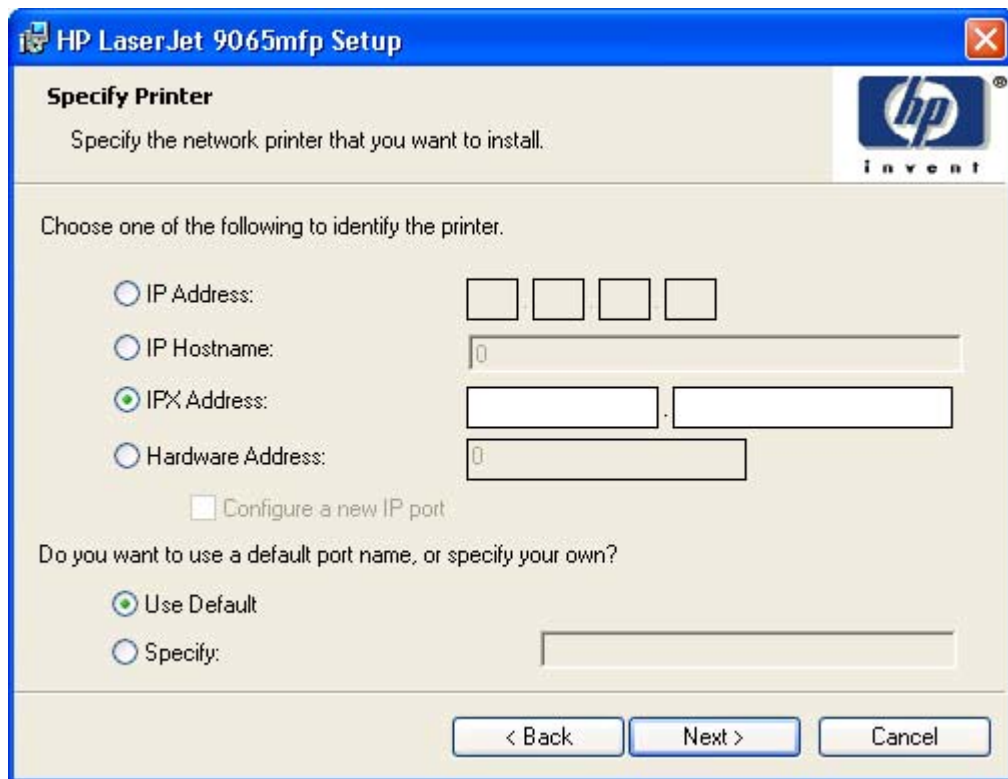 HP LaserJet 9065mfp Setup
Specify Printer
Specify the network printer that you want to install.
hp ®
invent
Choose one of the following to identify the printer.
IP Address: . . .
IP Hostname: 0
IPX Address: .
Hardware Address: 0
Configure a new IP port
Do you want to use a default port name, or specify your own?
Use Default
Specify:
< Back Next > Cancel